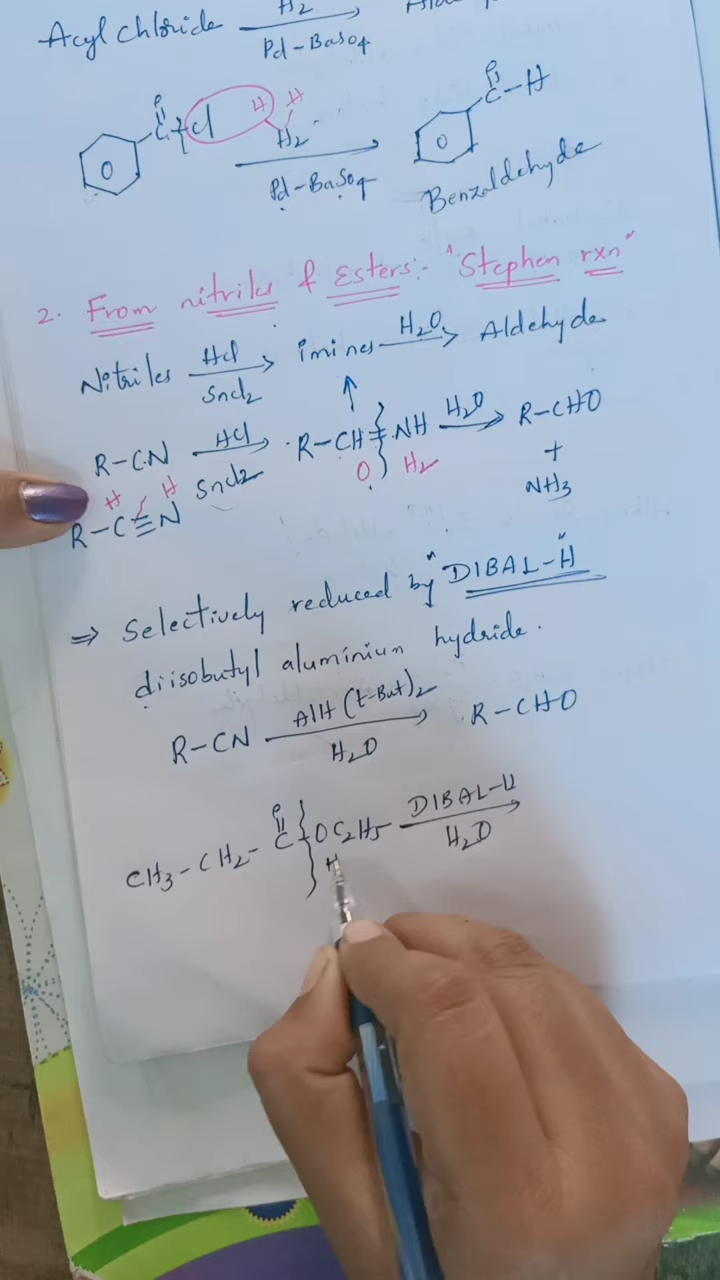 Acyl chloride H2
Pd-BaSO4
O
C Cl H H
H2
Pd-BaSO4
O
C-H
Benzaldehyde
2. From nitriles & Esters:- "Stephen rxn"
Nitriles HCl SnCl2 imines H2O Aldehyde
R-CN HCl SnCl2 R-CH=NH H2O R-CHO
O H2 +
NH3
H H
R-C≡N
⇒ Selectively reduced by "DIBAL-H"
diisobutyl aluminium hydride.
R-CN AlH(t-But)2 H2O R-CHO
O
CH3-CH2-C OC2H5 DIBAL-H H2O
H